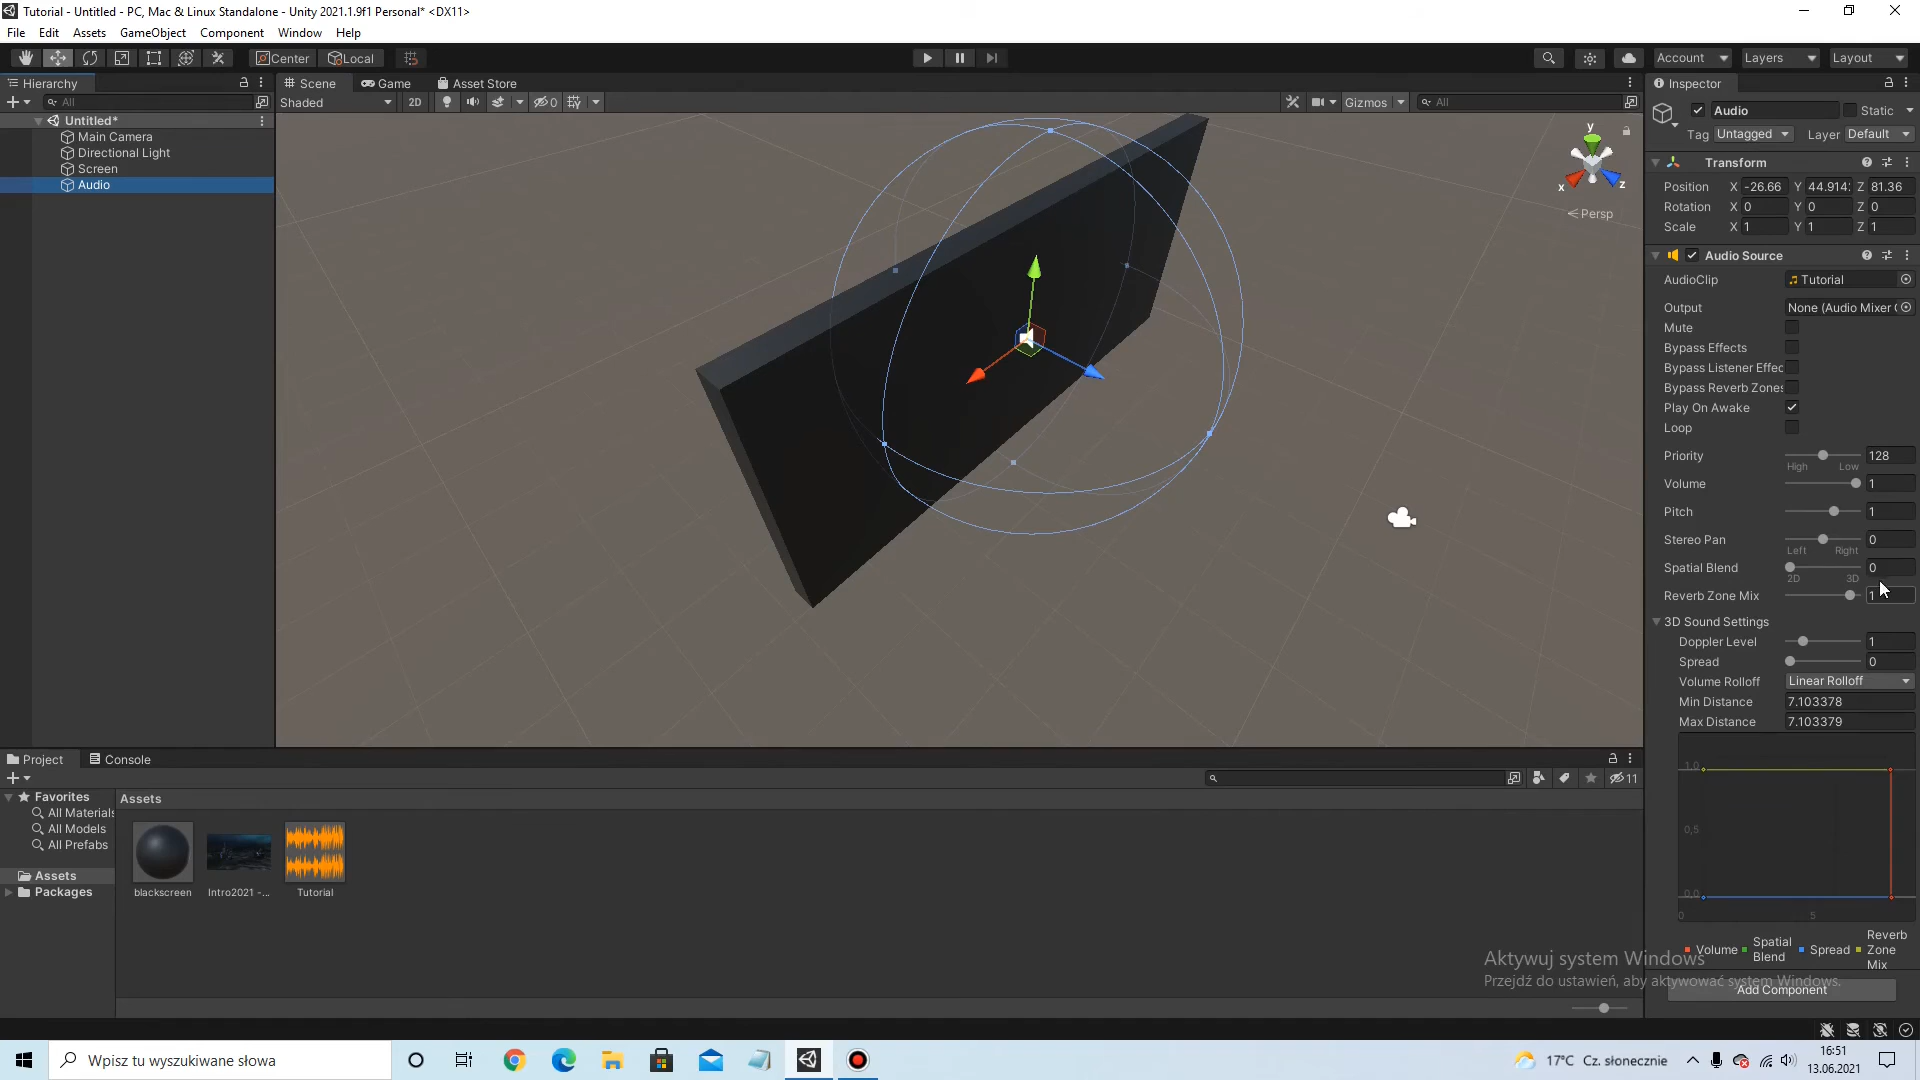 Tutorial - Untitled - PC, Mac & Linux Standalone - Unity 2021.1.9f1 Personal* <DX11>
File Edit Assets GameObject Component Window Help
Center Local Account Layers Layout
Hierarchy
All
Untitled*
Main Camera
Directional Light
Screen
Audio
Scene Game Asset Store
Shaded 2D 0 Gizmos All
y
x z
Persp
Inspector
Audio Static
Tag Untagged Layer Default
Transform
Position X -26.66 Y 44.914 Z 81.36
Rotation X 0 Y 0 Z 0
Scale X 1 Y 1 Z 1
Audio Source
AudioClip Tutorial
Output None (Audio Mixer (
Mute
Bypass Effects
Bypass Listener Effec
Bypass Reverb Zones
Play On Awake
Loop
Priority 128
High Low
Volume 1
Pitch 1
Stereo Pan 0
Left Right
Spatial Blend 0
2D 3D
Reverb Zone Mix 1
3D Sound Settings
Doppler Level 1
Spread 0
Volume Rolloff Linear Rolloff
Min Distance 7.103378
Max Distance 7.103379
1,0
0,5
0,0
0 5
Volume Spatial Blend Spread Reverb Zone Mix
Add Component
Project Console
11
Favorites
All Materials
All Models
All Prefabs
Assets
Packages
Assets
blackscreen Intro2021 -... Tutorial
Aktywuj system Windows
Przejdź do ustawień, aby aktywować system Windows.
Wpisz tu wyszukiwane słowa
17°C Cz. słonecznie
16:51
13.06.2021